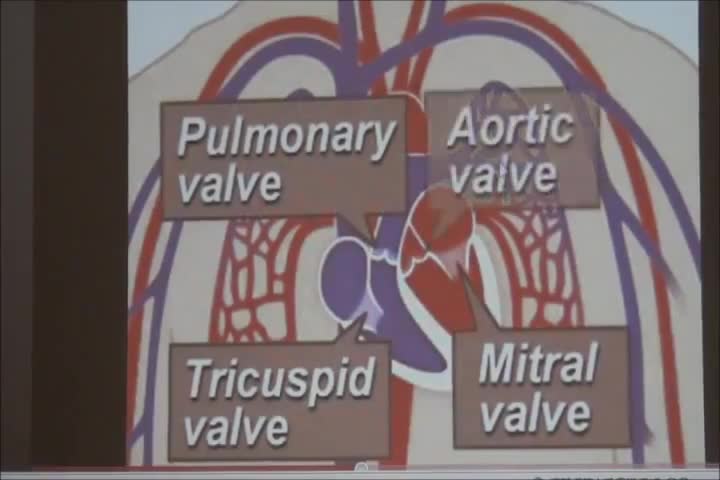 Pulmonary
valve
Aortic
valve
Tricuspid
valve
Mitral
valve